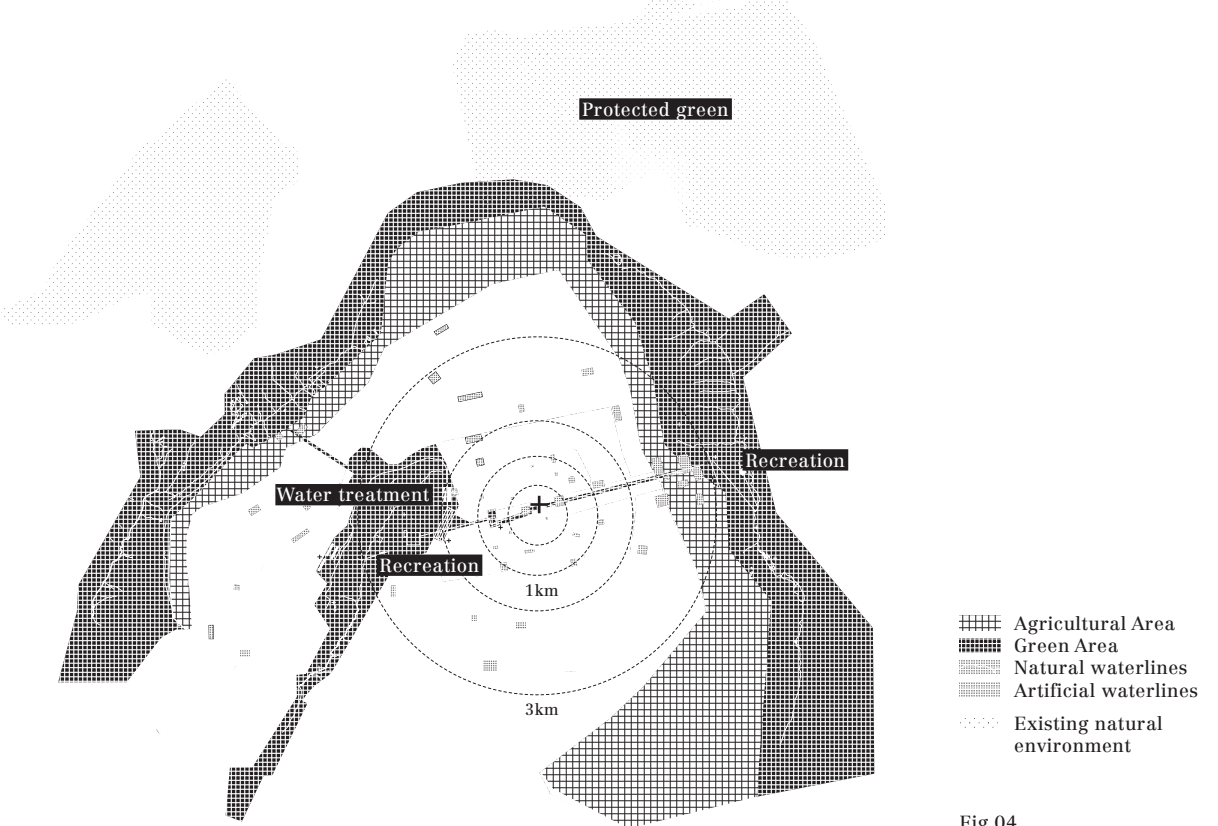 Protected green
Recreation
Water treatment
Recreation
1km
3km
Agricultural Area
Green Area
Natural waterlines
Artificial waterlines
Existing natural
environment
Fig 04